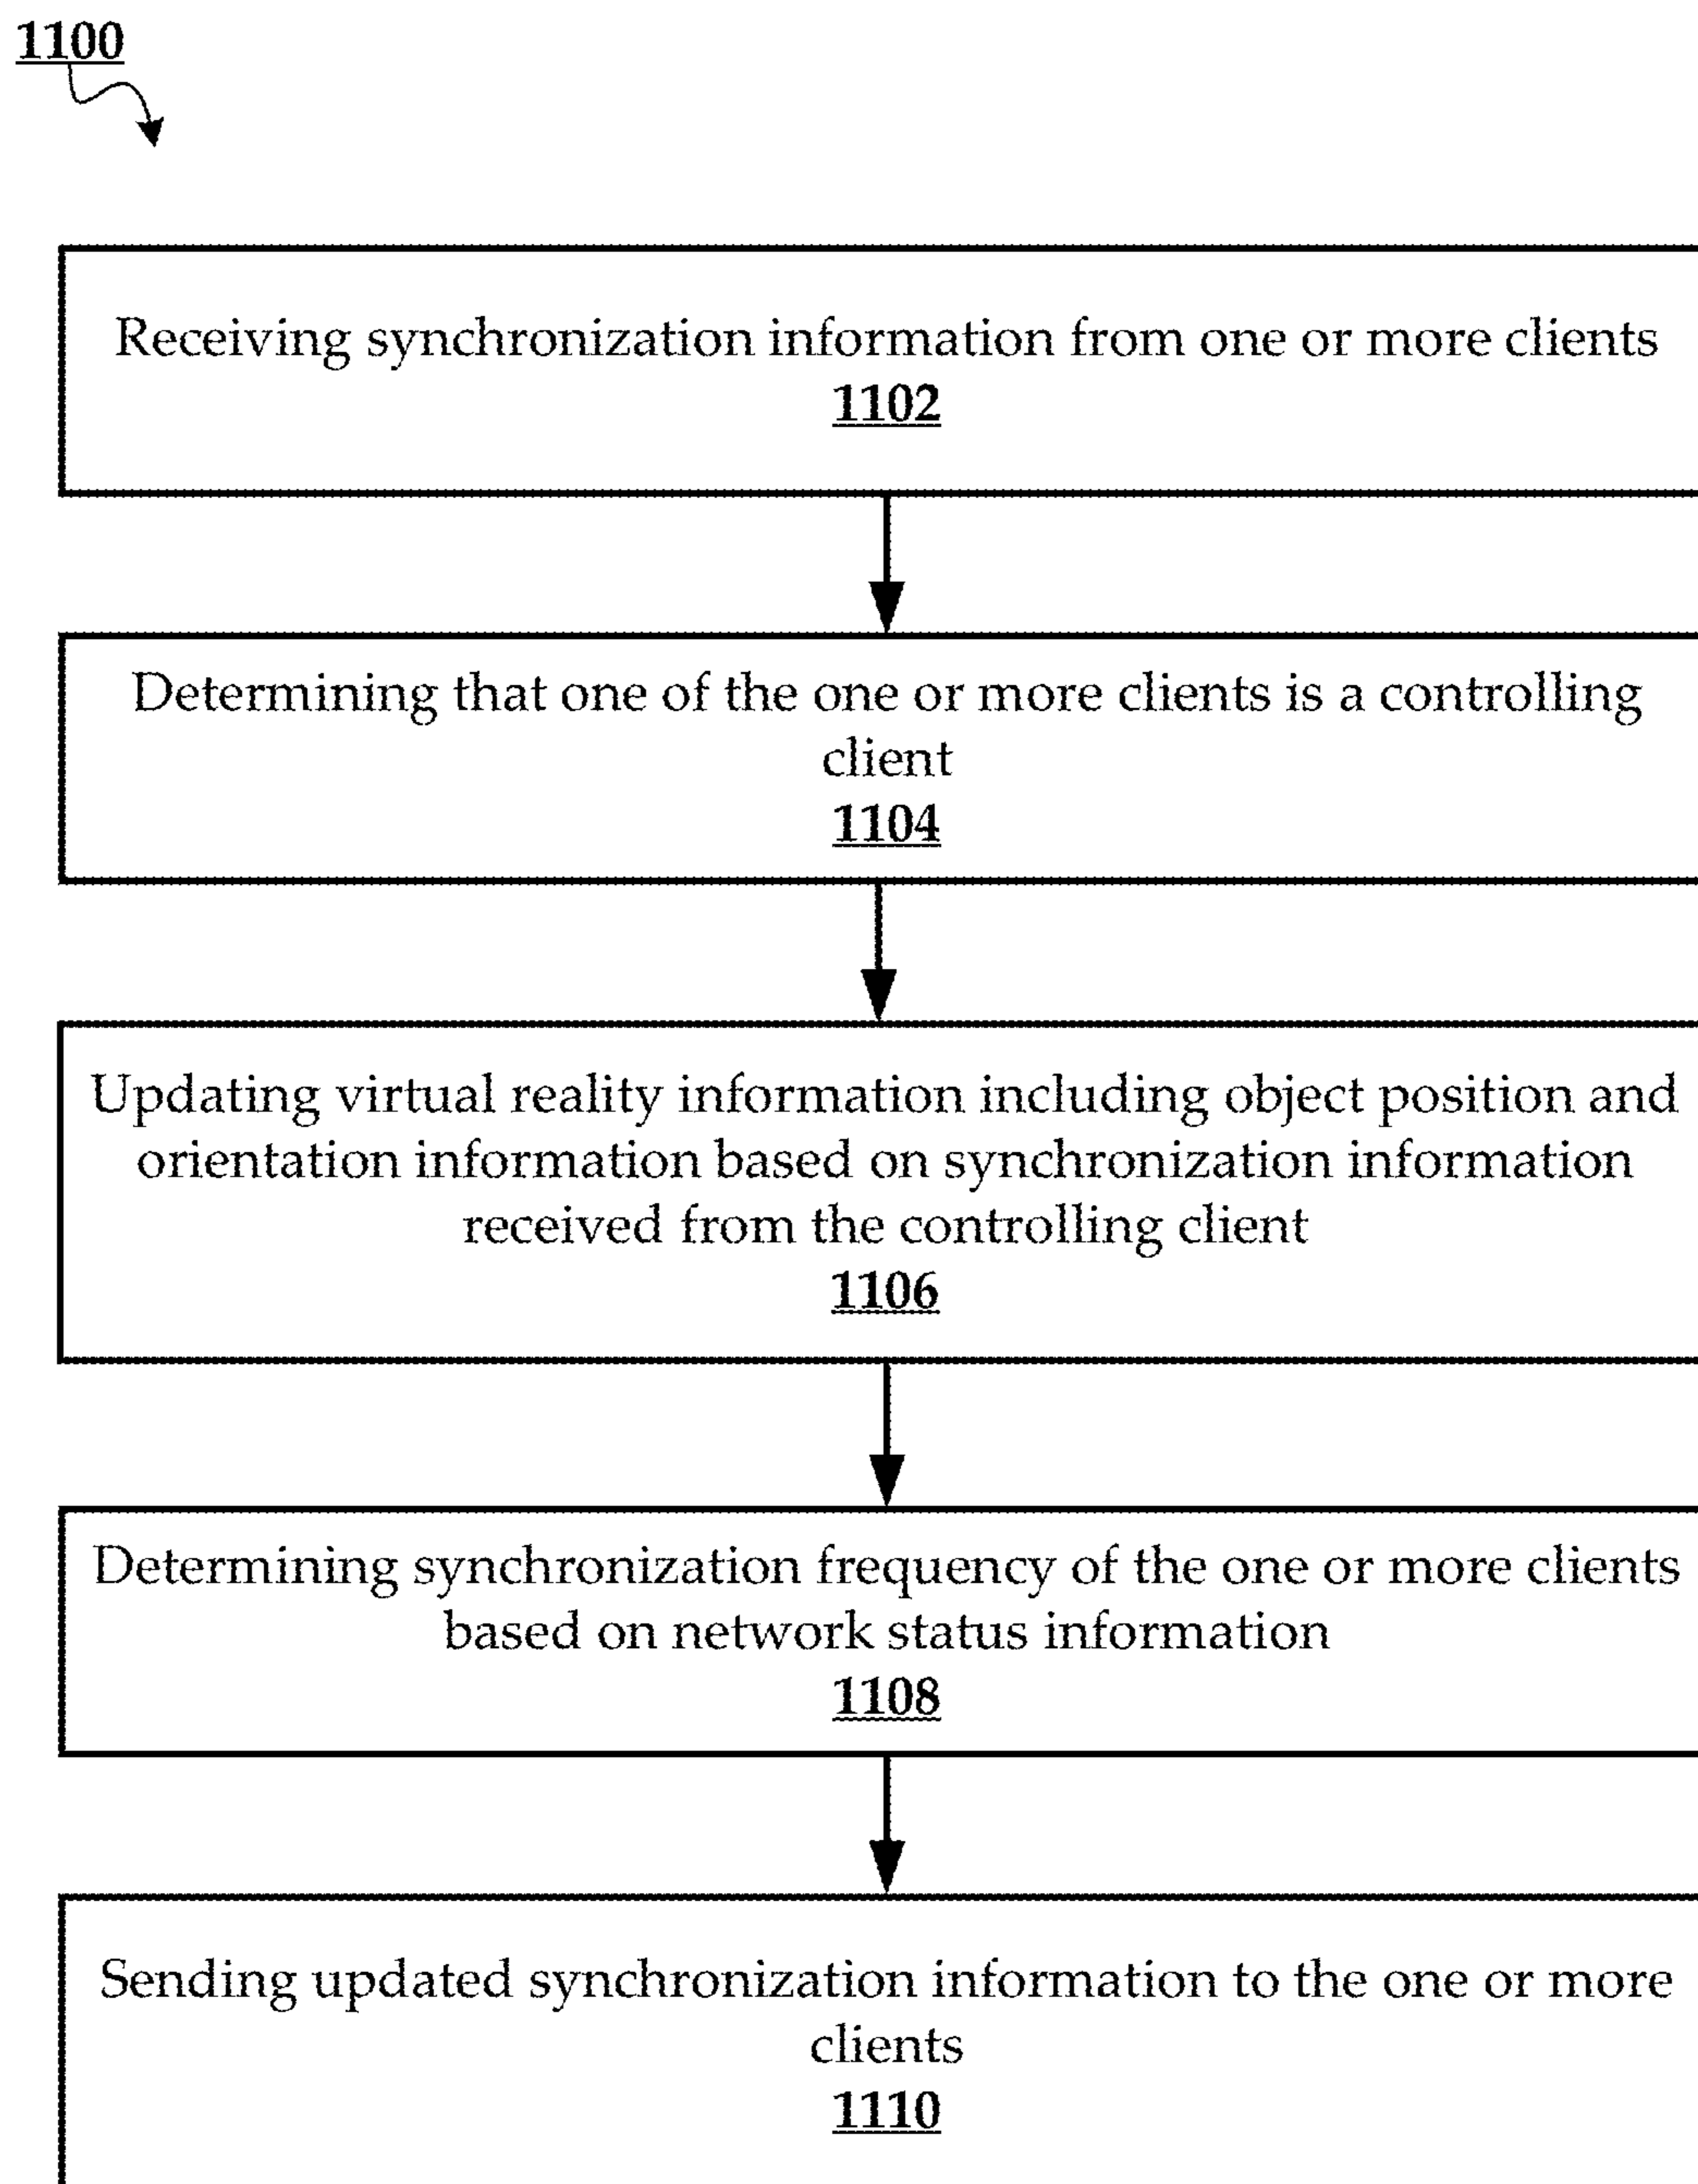 1100
Receiving synchronization information from one or more clients
1102
Determining that one of the one or more clients is a controlling
client
1104
Updating virtual reality information including object position and
orientation information based on synchronization information
received from the controlling client
1106
Determining synchronization frequency of the one or more clients
based on network status information
1108
Sending updated synchronization information to the one or more
clients
1110